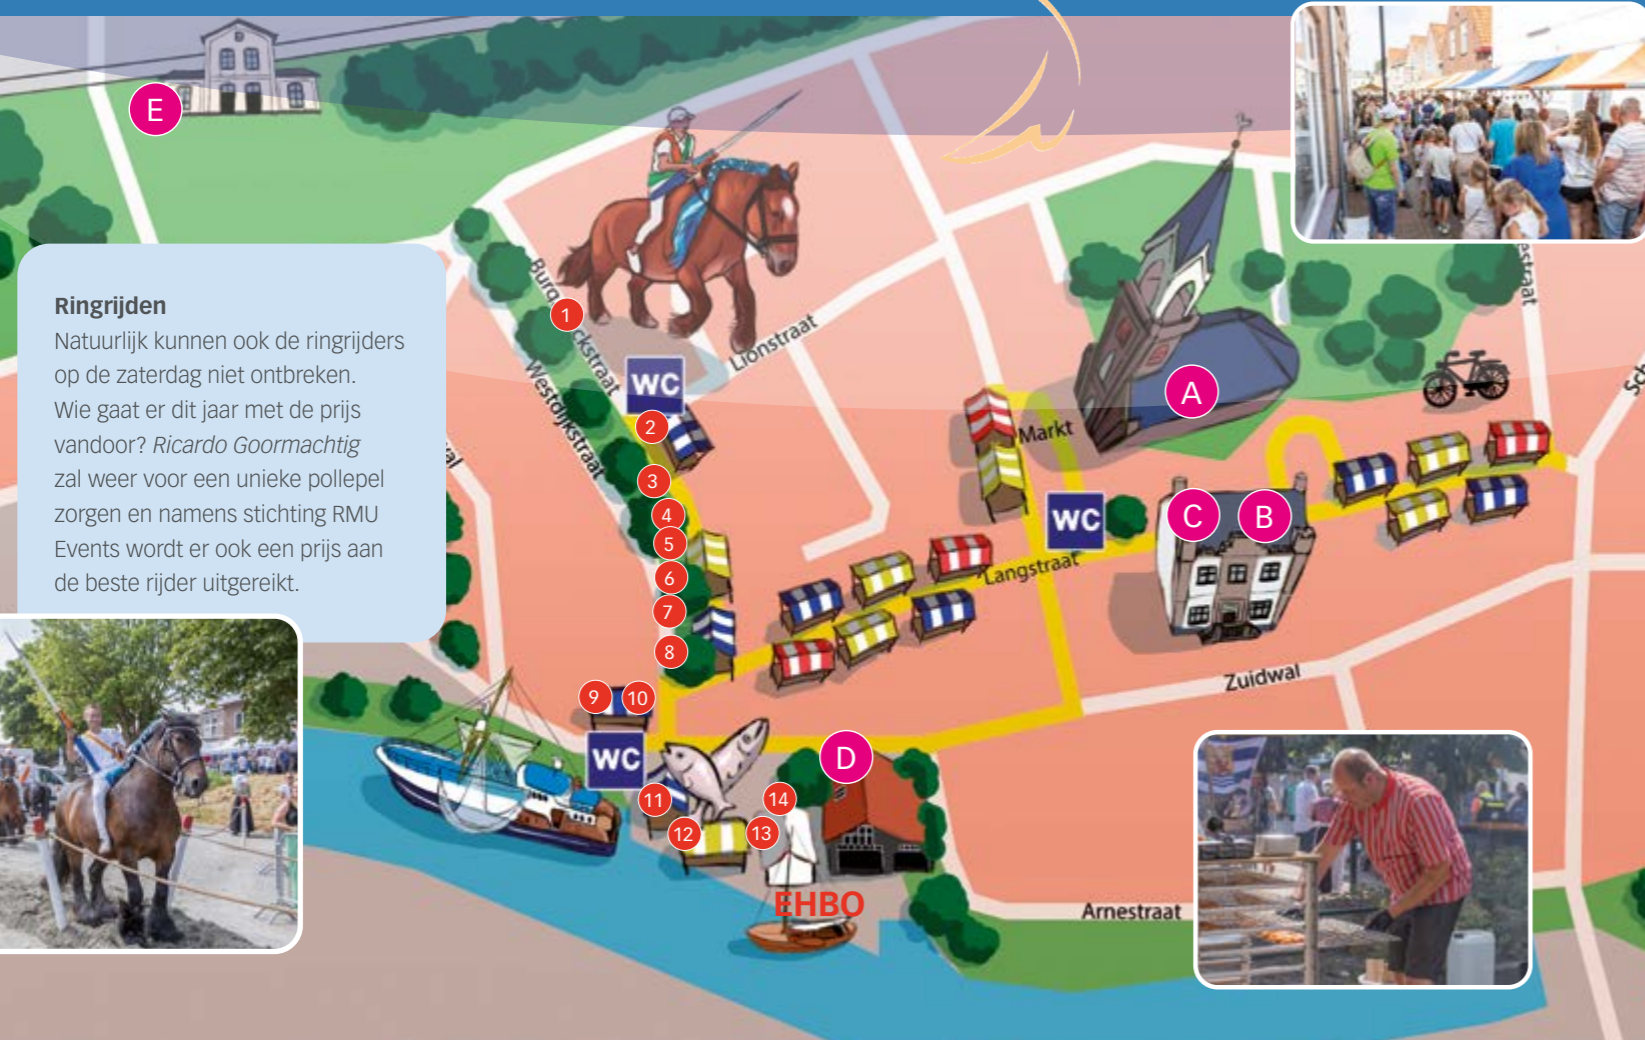 E
Ringrijden
Natuurlijk kunnen ook de ringrijders
op de zaterdag niet ontbreken.
Wie gaat er dit jaar met de prijs
vandoor? Ricardo Goormachtig
zal weer voor een unieke pollepel
zorgen en namens stichting RMU
Events wordt er ook een prijs aan
de beste rijder uitgereikt.
1
Lionstraat
Westdijkstraat
WC
2
3
4
5
6
7
8
9
10
WC
11
12
13
14
EHBO
D
A
Markt
WC
C
B
Langstraat
Zuidwal
Arnestraat